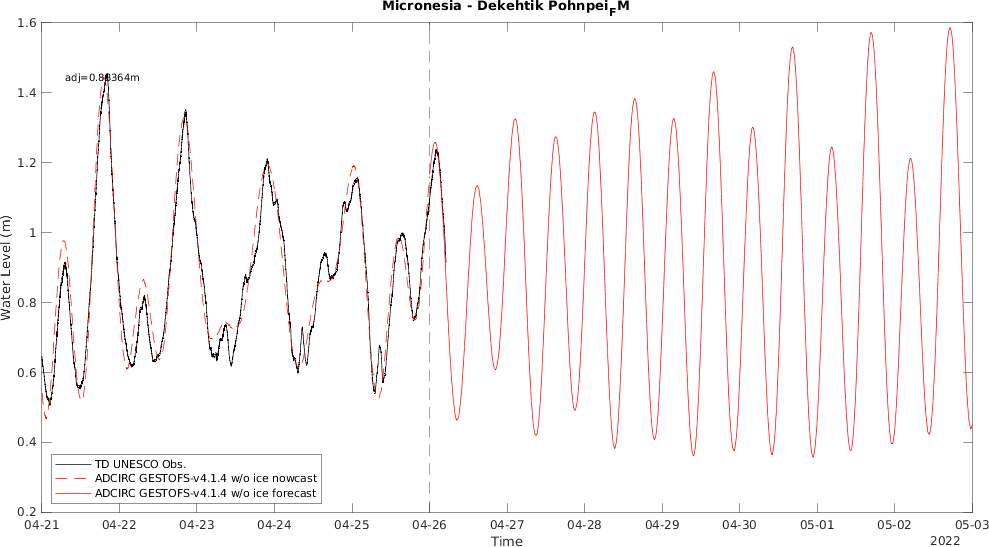 Micronesia - Dekehtik PohnpeiFM
1.6
1.4
1.2
1
0.8
0.6
0.4
0.2
Water Level (m)
adj=0.88364m
TD UNESCO Obs.
ADCIRC GESTOFS-v4.1.4 w/o ice nowcast
ADCIRC GESTOFS-v4.1.4 w/o ice forecast
04-21 04-22 04-23 04-24 04-25 04-26 04-27 04-28 04-29 04-30 05-01 05-02 05-03
Time
2022